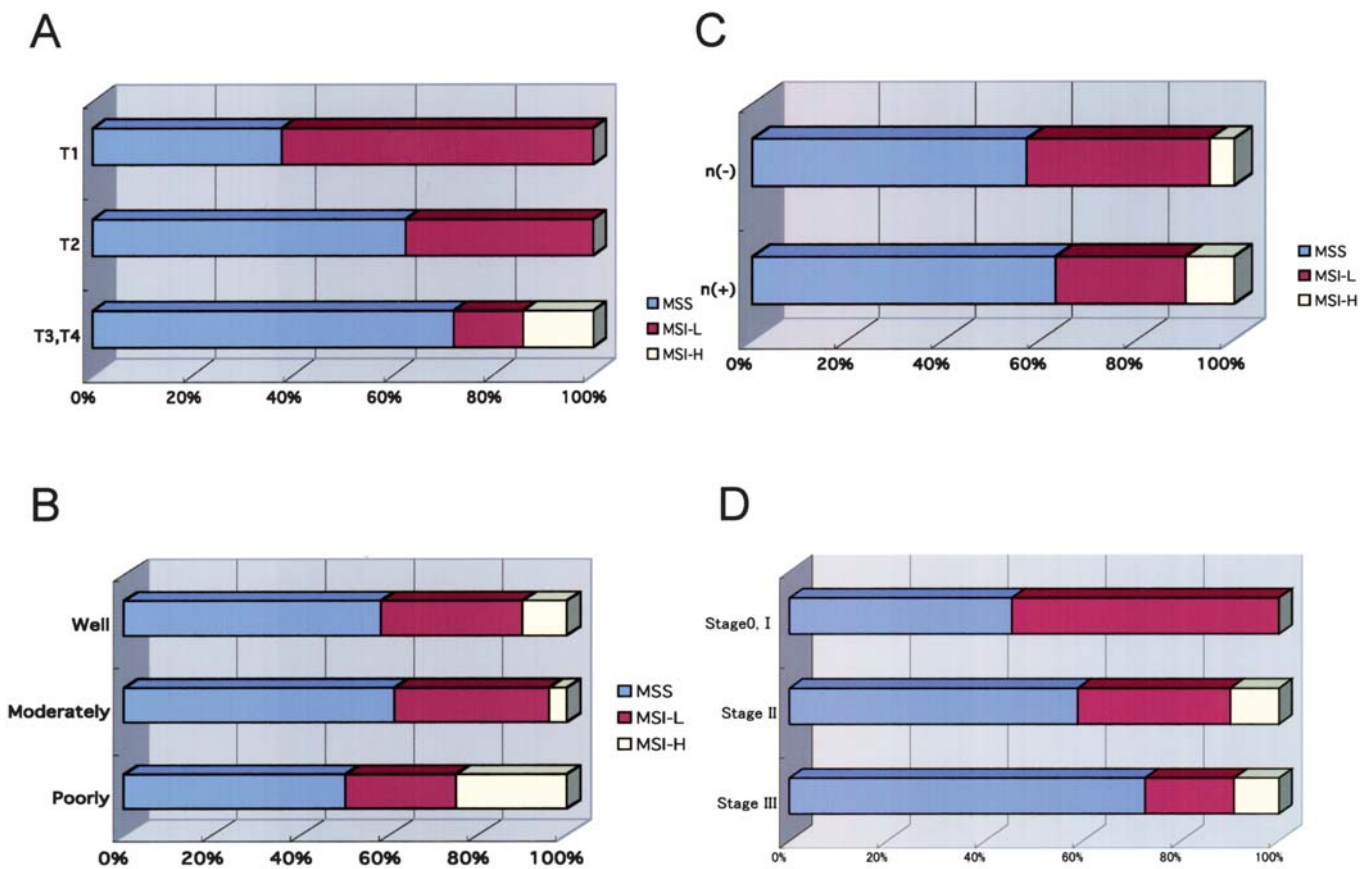 A
T1
T2
T3,T4
0% 20% 40% 60% 80% 100%
MSS
MSI-L
MSI-H
C
n(-)
n(+)
0% 20% 40% 60% 80% 100%
MSS
MSI-L
MSI-H
B
Well
Moderately
Poorly
0% 20% 40% 60% 80% 100%
MSS
MSI-L
MSI-H
D
Stage0, I
Stage II
Stage III
0% 20% 40% 60% 80% 100%